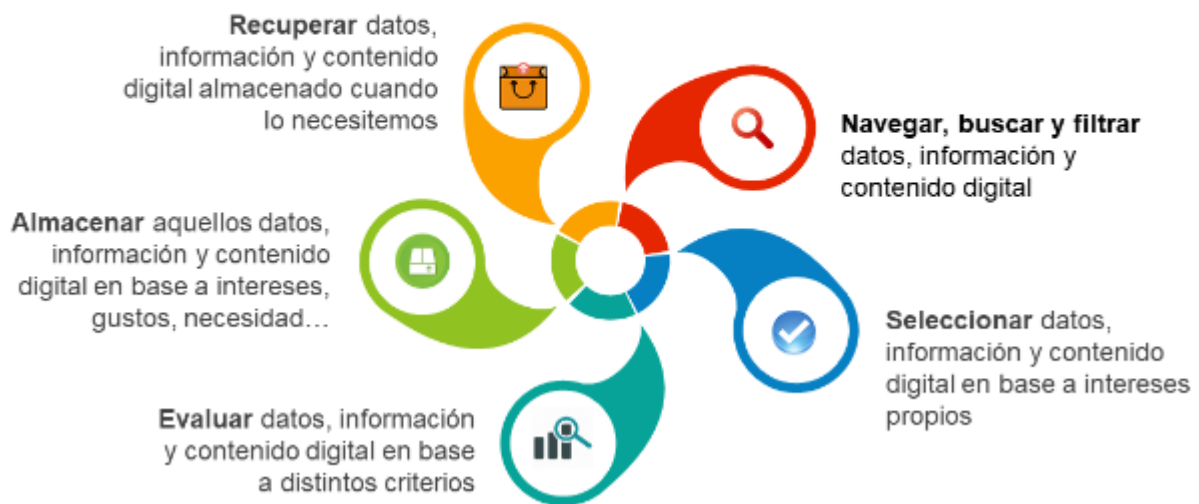 Recuperar datos,
información y contenido
digital almacenado cuando
lo necesitemos
Navegar, buscar y filtrar
datos, información y
contenido digital
Almacenar aquellos datos,
información y contenido
digital en base a intereses,
gustos, necesidad…
Seleccionar datos,
información y contenido
digital en base a intereses
propios
Evaluar datos, información
y contenido digital en base
a distintos criterios